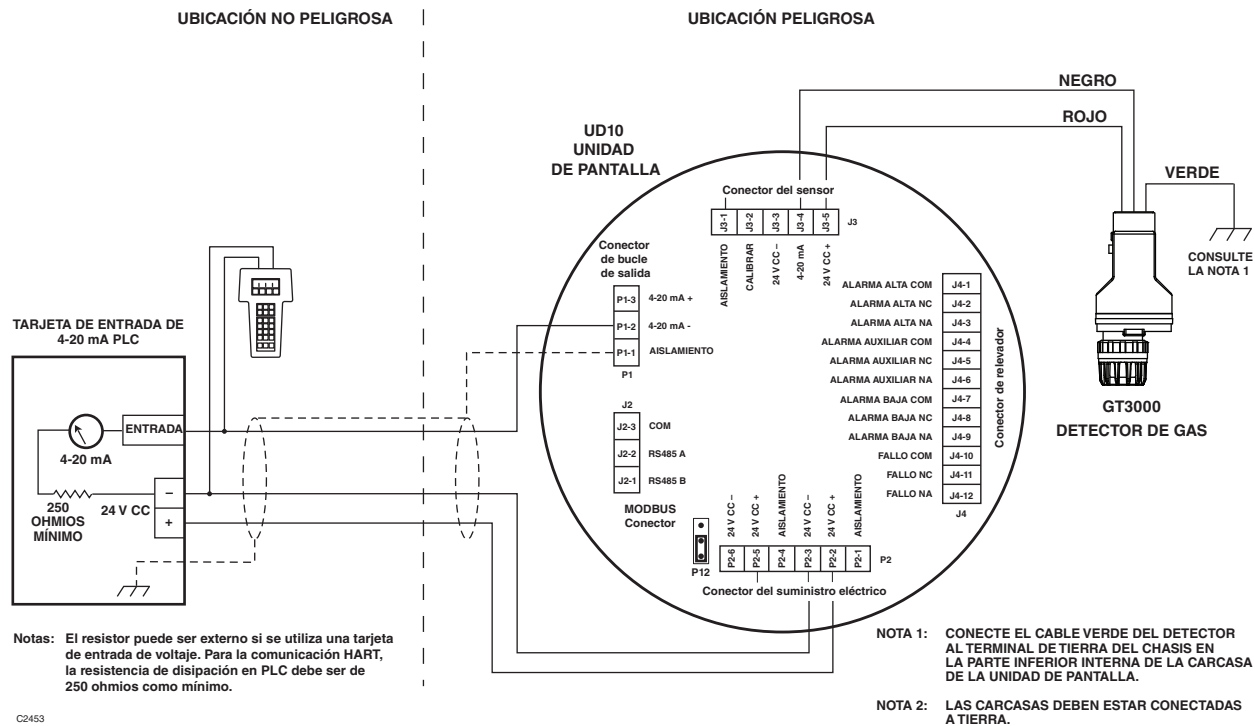 UBICACIÓN NO PELIGROSA
UBICACIÓN PELIGROSA
NEGRO
ROJO
VERDE
CONSULTE
LA NOTA 1
GT3000
DETECTOR DE GAS
UD10
UNIDAD
DE PANTALLA
Conector del sensor
J3-1
J3-2
J3-3
J3-4
J3-5
J3
AISLAMIENTO
CALIBRAR
24 V CC –
4-20 mA
24 V CC +
Conector
de bucle
de salida
P1-3 4-20 mA +
P1-2 4-20 mA -
P1-1 AISLAMIENTO
P1
J2
J2-3 COM
J2-2 RS485 A
J2-1 RS485 B
MODBUS
Conector
P12
ALARMA ALTA COM J4-1
ALARMA ALTA NC J4-2
ALARMA ALTA NA J4-3
ALARMA AUXILIAR COM J4-4
ALARMA AUXILIAR NC J4-5
ALARMA AUXILIAR NA J4-6
ALARMA BAJA COM J4-7
ALARMA BAJA NC J4-8
ALARMA BAJA NA J4-9
FALLO COM J4-10
FALLO NC J4-11
FALLO NA J4-12
J4
Conector de relevador
24 V CC –
24 V CC +
AISLAMIENTO
24 V CC –
24 V CC +
AISLAMIENTO
P2-6
P2-5
P2-4
P2-3
P2-2
P2-1
P2
Conector del suministro eléctrico
TARJETA DE ENTRADA DE
4-20 mA PLC
ENTRADA
4-20 mA
250
OHMIOS
MÍNIMO
24 V CC
–
+
Notas: El resistor puede ser externo si se utiliza una tarjeta
de entrada de voltaje. Para la comunicación HART,
la resistencia de disipación en PLC debe ser de
250 ohmios como mínimo.
C2453
NOTA 1: CONECTE EL CABLE VERDE DEL DETECTOR
AL TERMINAL DE TIERRA DEL CHASIS EN
LA PARTE INFERIOR INTERNA DE LA CARCASA
DE LA UNIDAD DE PANTALLA.
NOTA 2: LAS CARCASAS DEBEN ESTAR CONECTADAS
A TIERRA.